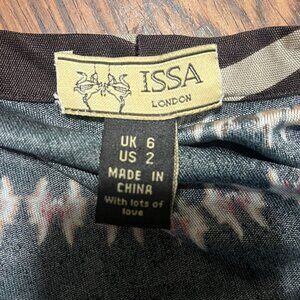 ISSA
LONDON
UK 6
US 2
MADE IN
CHINA
With lots of
love